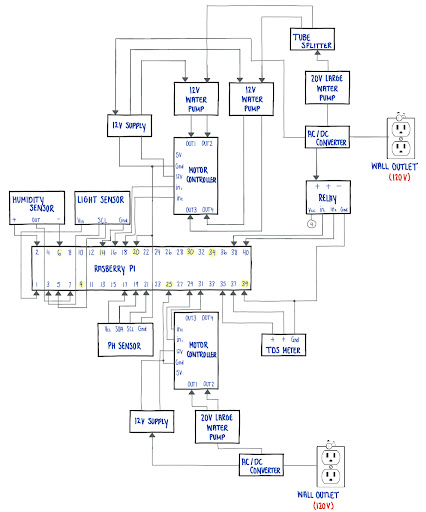 TUBE
SPLITTER
20V LARGE
WATER
PUMP
12V
WATER
PUMP
12V
WATER
PUMP
12V SUPPLY
AC/DC
CONVERTER
WALL OUTLET
(120V)
OUT1 OUT2
5V
Gnd
12V
In1
MOTOR
CONTROLLER
OUT3 OUT4
+ + -
RELAY
Vcc In1 In2 Gnd
HUMIDITY
SENSOR
+ OUT -
LIGHT SENSOR
Vcc SCL Gnd
2 4 6 8 10 12 14 16 18 20 22 24 26 28 30 32 34 36 38 40
RASBERRY PI
1 3 5 7 9 11 13 15 17 19 21 23 25 27 29 31 33 35 37 39
Vcc SDA SCL Gnd
PH SENSOR
OUT3 OUT4
MOTOR
CONTROLLER
Gnd
5V
OUT1 OUT2
+ + Gnd
TDS METER
12V SUPPLY
20V LARGE
WATER
PUMP
AC/DC
CONVERTER
WALL OUTLET
(120V)